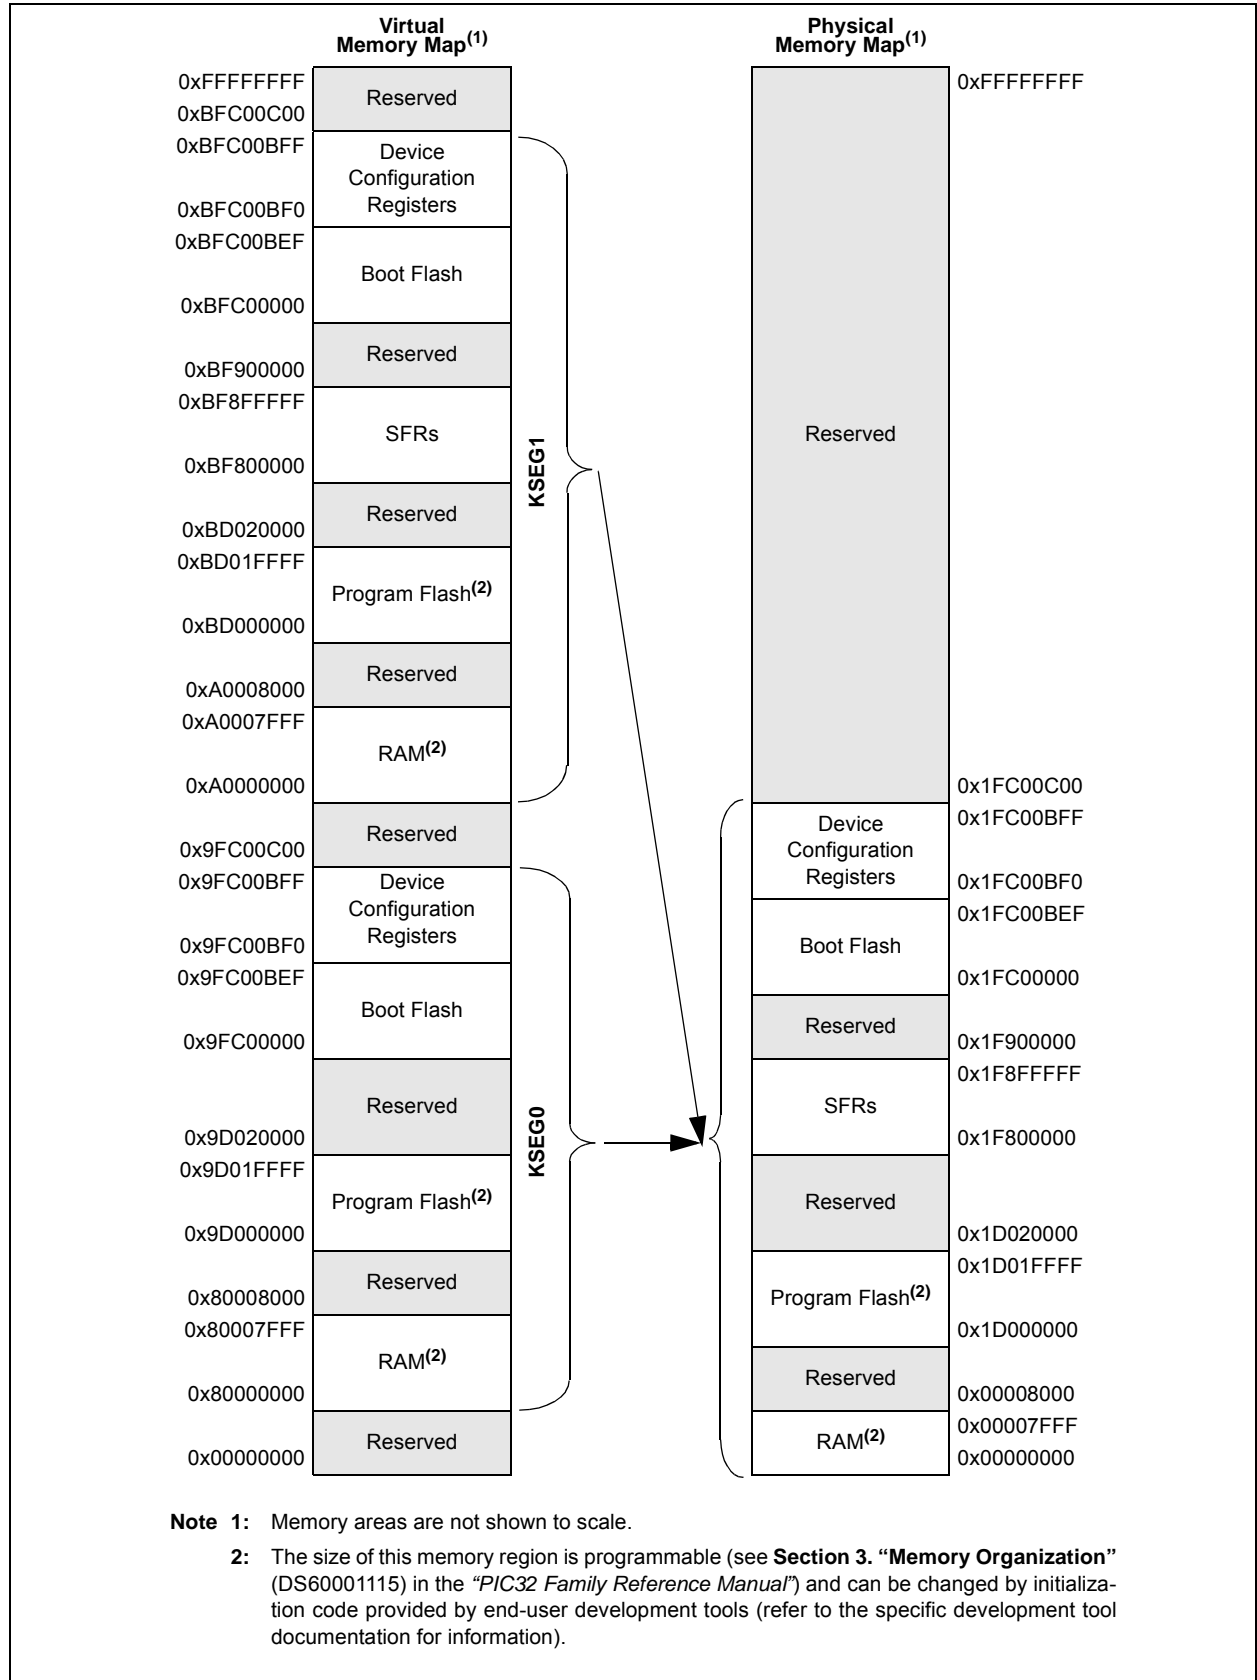 Virtual
Memory Map(1)
0xFFFFFFFF
Reserved
0xBFC00C00
0xBFC00BFF
Device
Configuration
Registers
0xBFC00BF0
0xBFC00BEF
Boot Flash
0xBFC00000
Reserved
0xBF900000
0xBF8FFFFF
SFRs
0xBF800000
Reserved
0xBD020000
0xBD01FFFF
Program Flash(2)
0xBD000000
Reserved
0xA0008000
0xA0007FFF
RAM(2)
0xA0000000
KSEG1
Reserved
0x9FC00C00
0x9FC00BFF
Device
Configuration
Registers
0x9FC00BF0
0x9FC00BEF
Boot Flash
0x9FC00000
Reserved
0x9D020000
0x9D01FFFF
Program Flash(2)
0x9D000000
Reserved
0x80008000
0x80007FFF
RAM(2)
0x80000000
KSEG0
Reserved
0x00000000
Physical
Memory Map(1)
0xFFFFFFFF
Reserved
0x1FC00C00
0x1FC00BFF
Device
Configuration
Registers
0x1FC00BF0
0x1FC00BEF
Boot Flash
0x1FC00000
Reserved
0x1F900000
0x1F8FFFFF
SFRs
0x1F800000
Reserved
0x1D020000
0x1D01FFFF
Program Flash(2)
0x1D000000
Reserved
0x00008000
0x00007FFF
RAM(2)
0x00000000
Note 1: Memory areas are not shown to scale.
2: The size of this memory region is programmable (see Section 3. “Memory Organization”
(DS60001115) in the “PIC32 Family Reference Manual”) and can be changed by initializa-
tion code provided by end-user development tools (refer to the specific development tool
documentation for information).